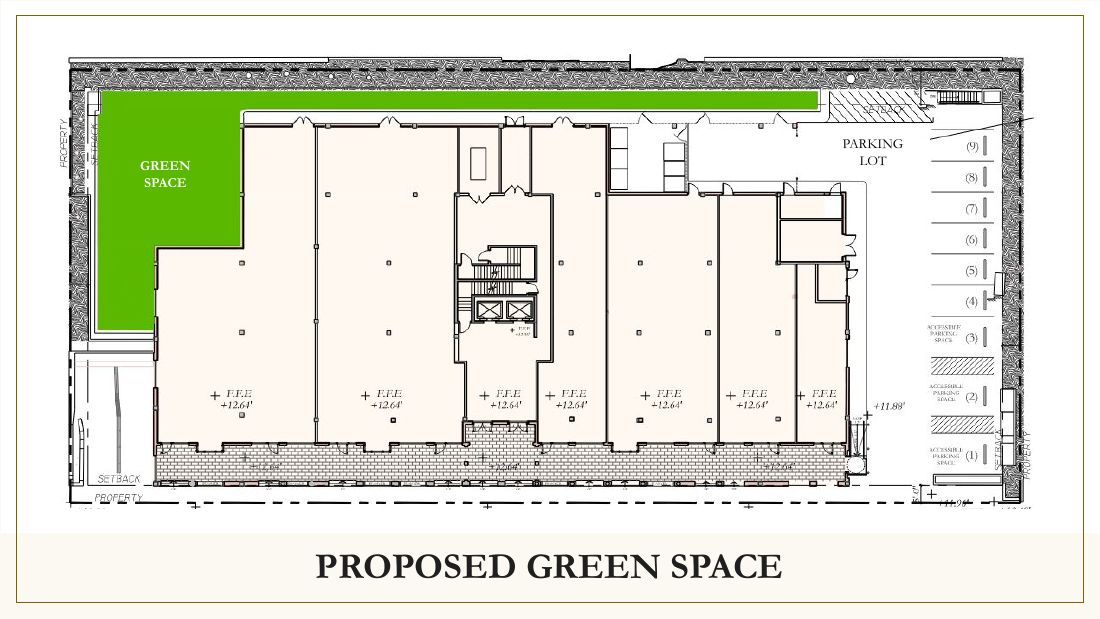 PROPERTY
SETBACK
SETBACK
GREEN
SPACE
PARKING
LOT
(9)
(8)
(7)
(6)
(5)
(4)
ACCESSIBLE
PARKING
SPACE
(3)
ACCESSIBLE
PARKING
SPACE
(2)
ACCESSIBLE
PARKING
SPACE
(1)
F.F.E
+12.64'
F.F.E
+12.64'
F.F.E
+12.64'
F.F.E
+12.64'
F.F.E
+12.64'
F.F.E
+12.64'
F.F.E
+12.64'
+11.88'
+12.64'
+12.64'
+12.64'
SETBACK
PROPERTY
SETBACK
PROPERTY
PROPOSED GREEN SPACE